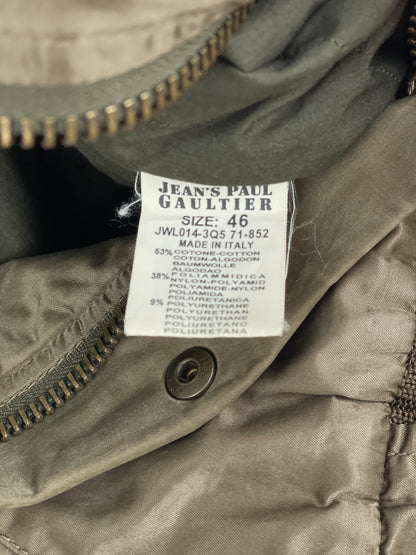 JEAN'S PAUL
GAULTIER
SIZE: 46
JWL014-3Q5 71-852
MADE IN ITALY
53% COTONE-COTTON
COTON-ALGODON
BAUMWOLLE
ALGODAO
38% POLIAMMIDICA
NYLON-POLYAMID
POLYAMIDE-NYLON
POLIAMIDA
POLIURETANICA
9% POLYURETHANE
POLYURETHAN
POLIURETANO
POLIURETANA